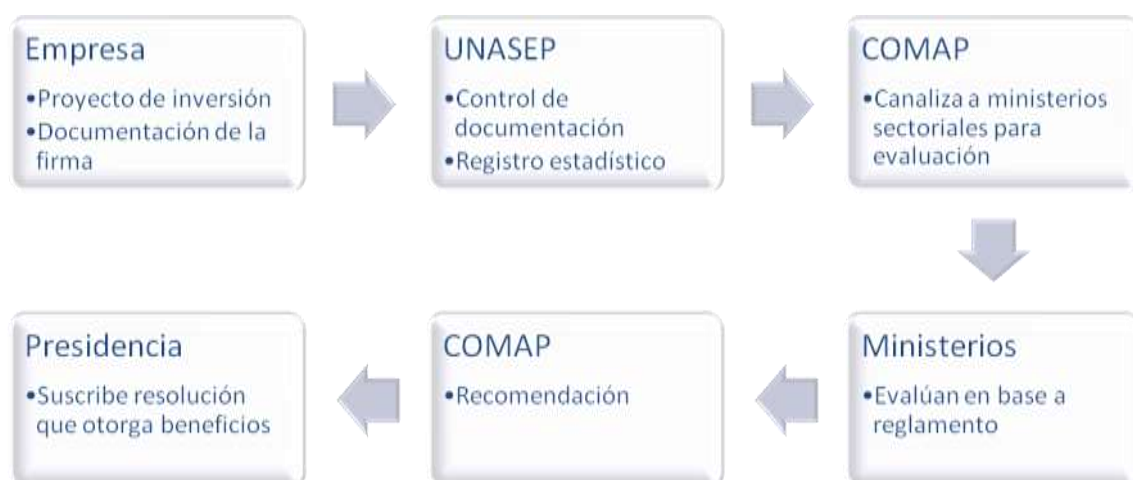 Empresa
•Proyecto de inversión
•Documentación de la
firma
UNASEP
•Control de
documentación
•Registro estadístico
COMAP
•Canaliza a ministerios
sectoriales para
evaluación
Ministerios
•Evalúan en base a
reglamento
COMAP
•Recomendación
Presidencia
•Suscribe resolución
que otorga beneficios